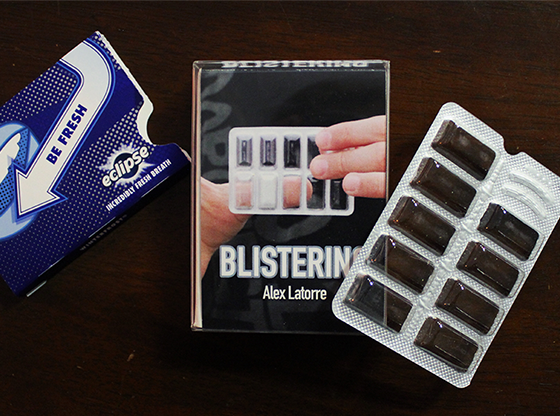 BE FRESH
eclipse
INCREDIBLY FRESH BREATH
BLISTERING
BLISTERING
Alex Latorre